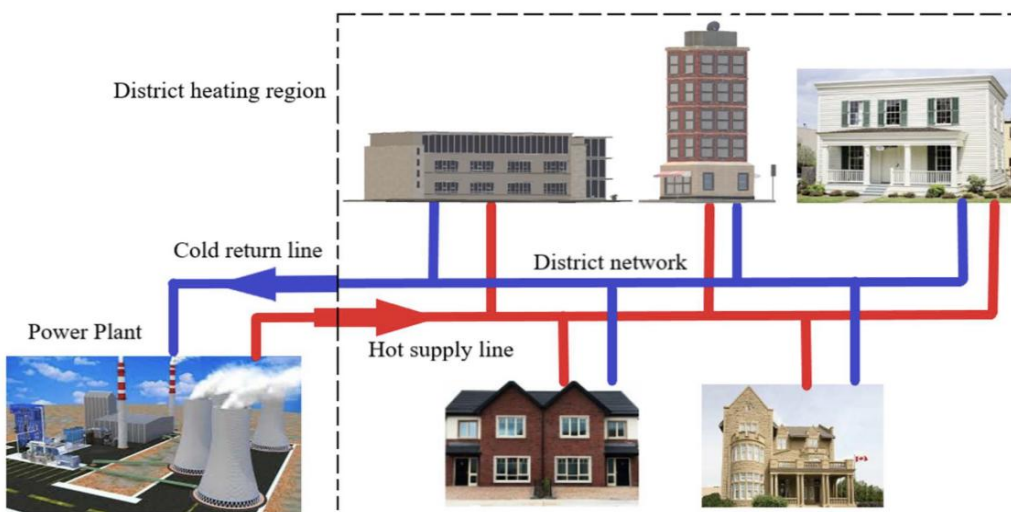 District heating region
Cold return line
District network
Power Plant
Hot supply line